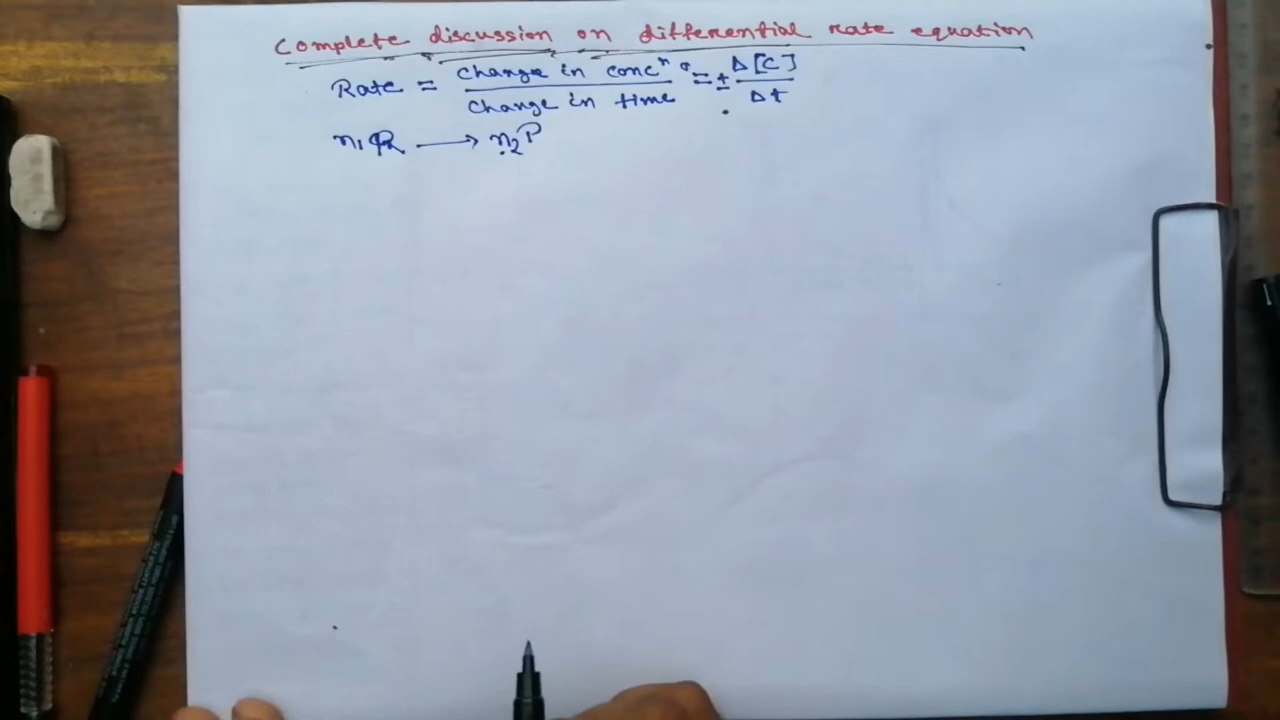 Complete discussion on differential rate equation
Rate = change in concⁿ / change in time = ± Δ[C] / Δt
n₁R ⟶ n₂P